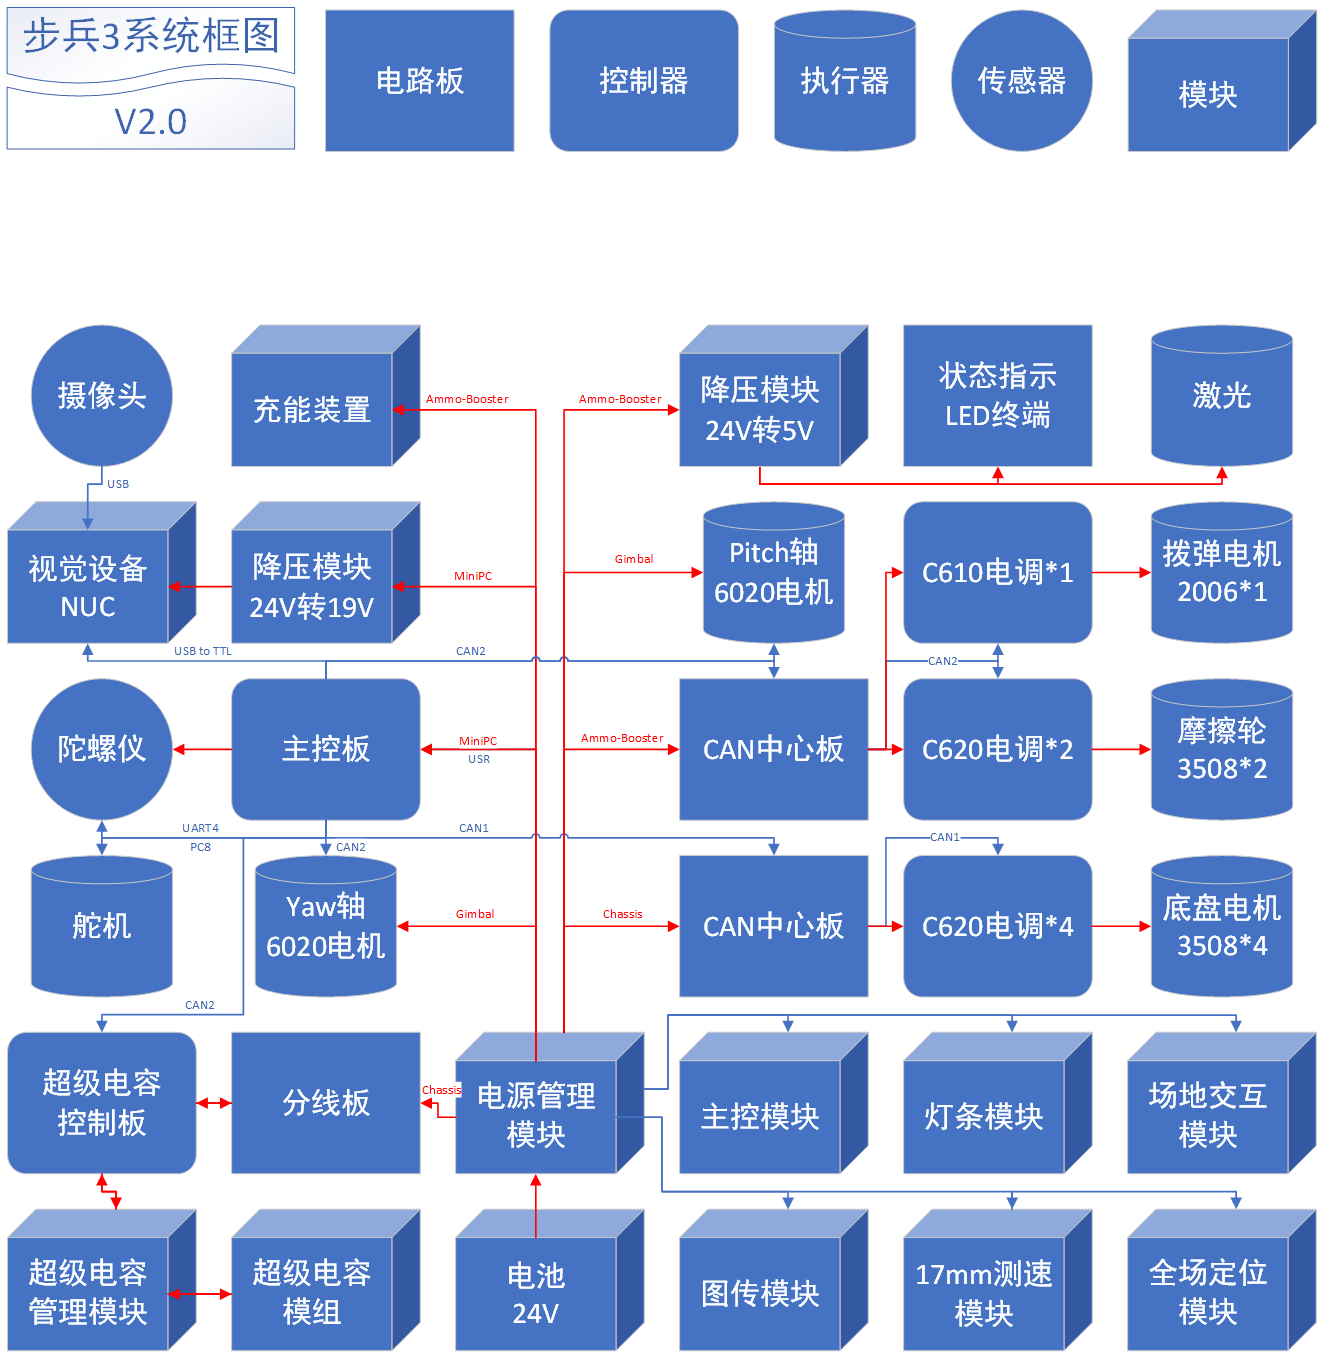 步兵3系统框图
V2.0
电路板
控制器
执行器
传感器
模块
摄像头
充能装置
Ammo-Booster
Ammo-Booster
降压模块
24V转5V
状态指示
LED终端
激光
USB
视觉设备
NUC
降压模块
24V转19V
MiniPC
Gimbal
Pitch轴
6020电机
C610电调*1
拨弹电机
2006*1
USB to TTL
CAN2
CAN2
陀螺仪
主控板
MiniPC
USR
Ammo-Booster
CAN中心板
C620电调*2
摩擦轮
3508*2
UART4
PC8
CAN2
CAN1
CAN1
舵机
Yaw轴
6020电机
Gimbal
Chassis
CAN中心板
C620电调*4
底盘电机
3508*4
CAN2
超级电容
控制板
分线板
Chassis
电源管理
模块
主控模块
灯条模块
场地交互
模块
超级电容
管理模块
超级电容
模组
电池
24V
图传模块
17mm测速
模块
全场定位
模块